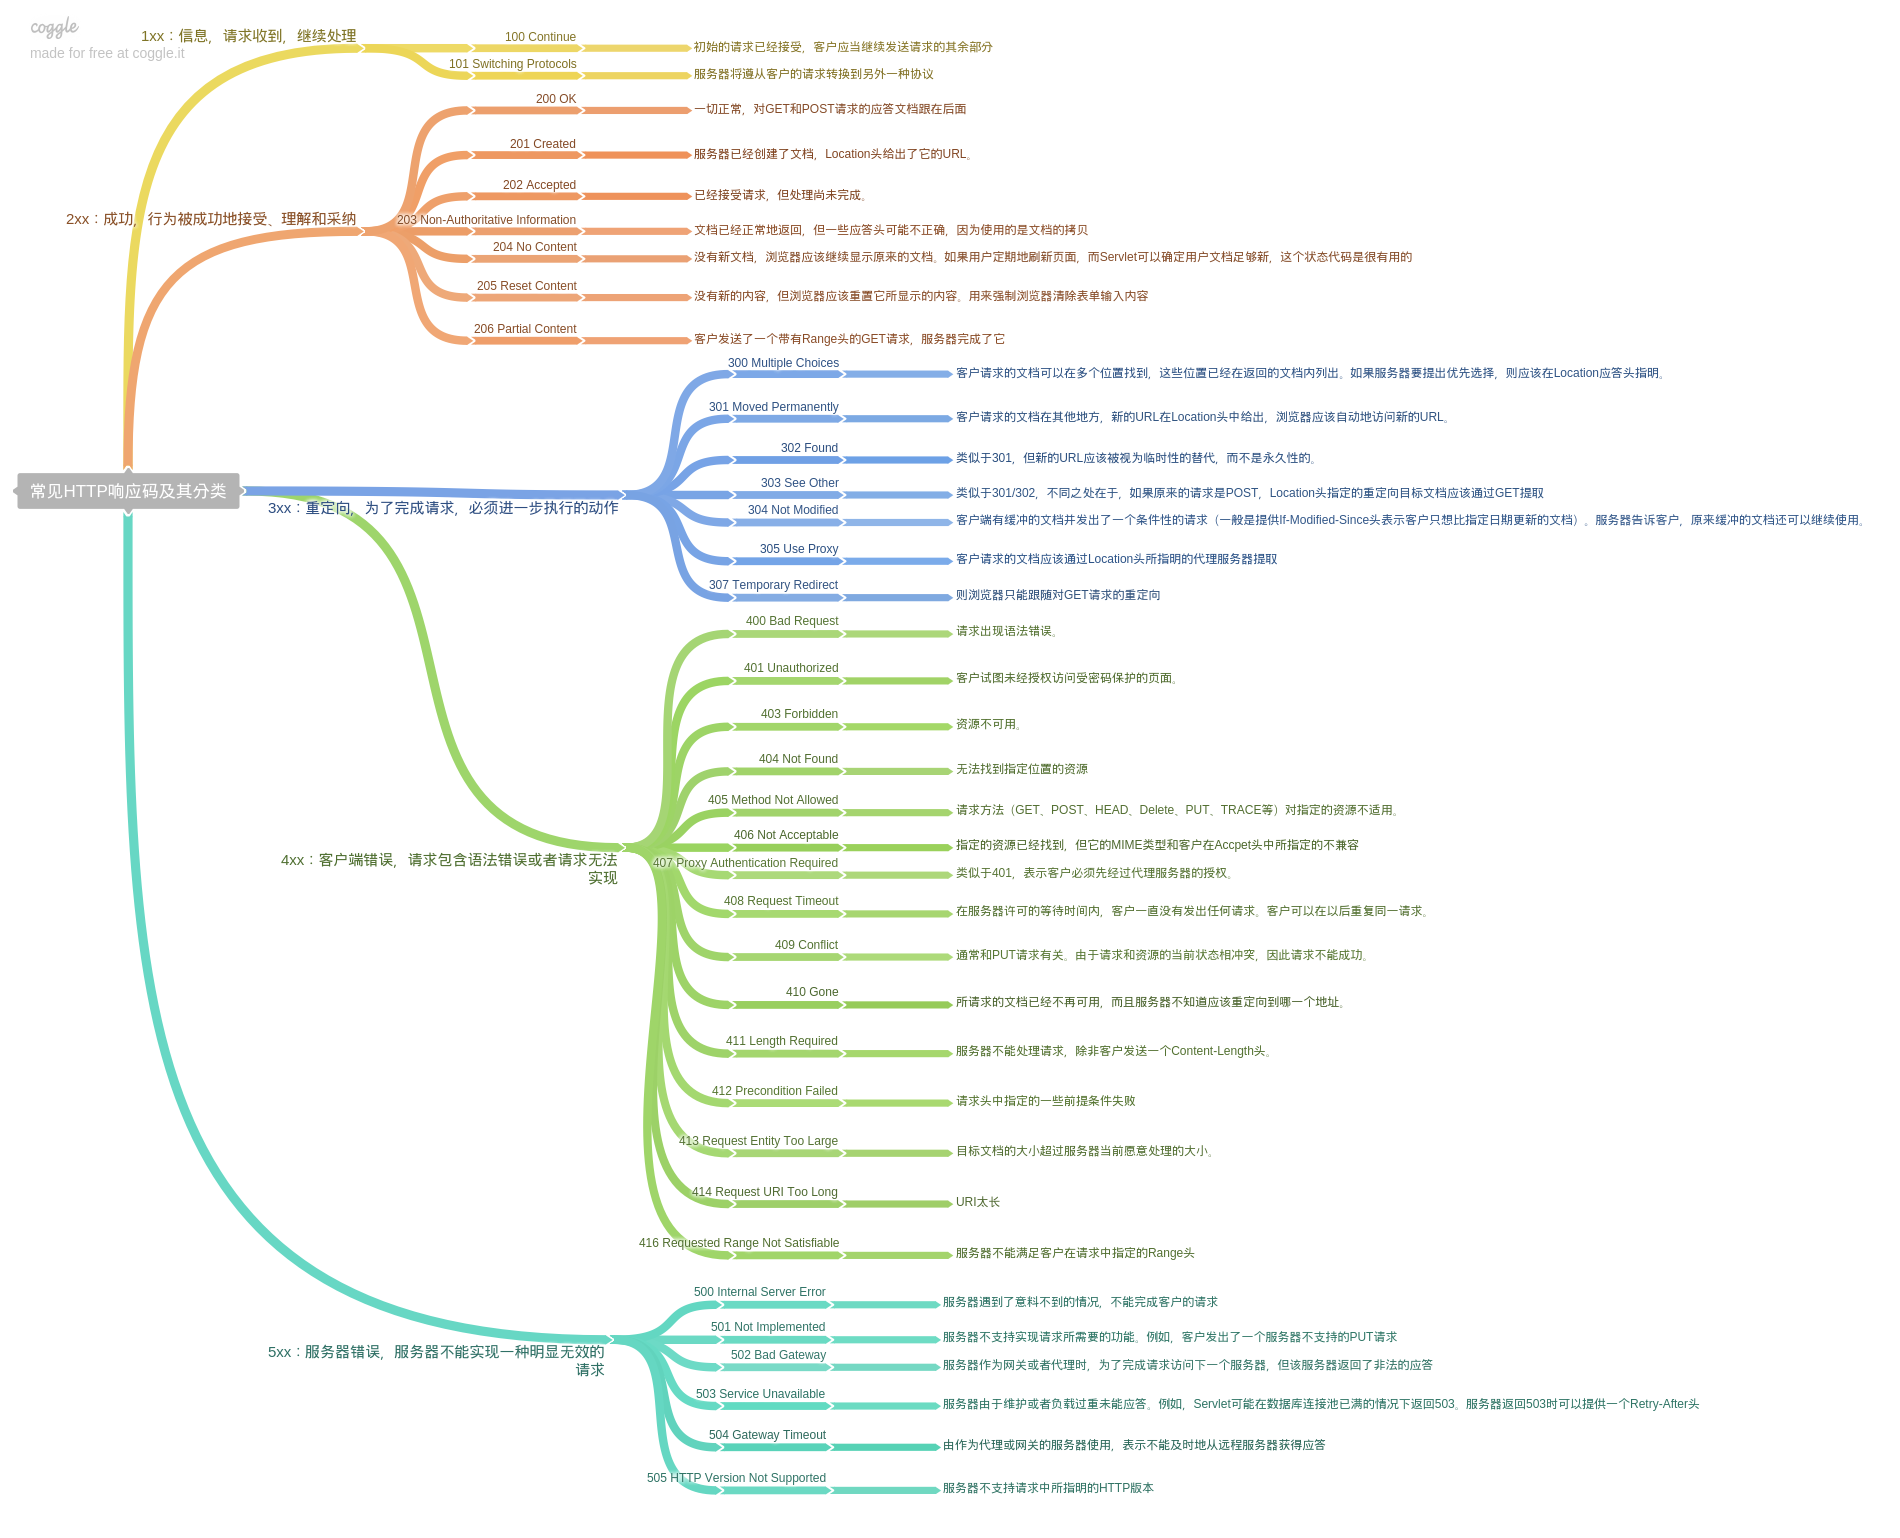 coggle
made for free at coggle.it
常见HTTP响应码及其分类
1xx：信息，请求收到，继续处理
100 Continue
初始的请求已经接受，客户应当继续发送请求的其余部分
101 Switching Protocols
服务器将遵从客户的请求转换到另外一种协议
2xx：成功，行为被成功地接受、理解和采纳
200 OK
一切正常，对GET和POST请求的应答文档跟在后面
201 Created
服务器已经创建了文档，Location头给出了它的URL。
202 Accepted
已经接受请求，但处理尚未完成。
203 Non-Authoritative Information
文档已经正常地返回，但一些应答头可能不正确，因为使用的是文档的拷贝
204 No Content
没有新文档，浏览器应该继续显示原来的文档。如果用户定期地刷新页面，而Servlet可以确定用户文档足够新，这个状态代码是很有用的
205 Reset Content
没有新的内容，但浏览器应该重置它所显示的内容。用来强制浏览器清除表单输入内容
206 Partial Content
客户发送了一个带有Range头的GET请求，服务器完成了它
3xx：重定向，为了完成请求，必须进一步执行的动作
300 Multiple Choices
客户请求的文档可以在多个位置找到，这些位置已经在返回的文档内列出。如果服务器要提出优先选择，则应该在Location应答头指明。
301 Moved Permanently
客户请求的文档在其他地方，新的URL在Location头中给出，浏览器应该自动地访问新的URL。
302 Found
类似于301，但新的URL应该被视为临时性的替代，而不是永久性的。
303 See Other
类似于301/302，不同之处在于，如果原来的请求是POST，Location头指定的重定向目标文档应该通过GET提取
304 Not Modified
客户端有缓冲的文档并发出了一个条件性的请求（一般是提供If-Modified-Since头表示客户只想比指定日期更新的文档）。服务器告诉客户，原来缓冲的文档还可以继续使用。
305 Use Proxy
客户请求的文档应该通过Location头所指明的代理服务器提取
307 Temporary Redirect
则浏览器只能跟随对GET请求的重定向
4xx：客户端错误，请求包含语法错误或者请求无法
实现
400 Bad Request
请求出现语法错误。
401 Unauthorized
客户试图未经授权访问受密码保护的页面。
403 Forbidden
资源不可用。
404 Not Found
无法找到指定位置的资源
405 Method Not Allowed
请求方法（GET、POST、HEAD、Delete、PUT、TRACE等）对指定的资源不适用。
406 Not Acceptable
指定的资源已经找到，但它的MIME类型和客户在Accpet头中所指定的不兼容
407 Proxy Authentication Required
类似于401，表示客户必须先经过代理服务器的授权。
408 Request Timeout
在服务器许可的等待时间内，客户一直没有发出任何请求。客户可以在以后重复同一请求。
409 Conflict
通常和PUT请求有关。由于请求和资源的当前状态相冲突，因此请求不能成功。
410 Gone
所请求的文档已经不再可用，而且服务器不知道应该重定向到哪一个地址。
411 Length Required
服务器不能处理请求，除非客户发送一个Content-Length头。
412 Precondition Failed
请求头中指定的一些前提条件失败
413 Request Entity Too Large
目标文档的大小超过服务器当前愿意处理的大小。
414 Request URI Too Long
URI太长
416 Requested Range Not Satisfiable
服务器不能满足客户在请求中指定的Range头
5xx：服务器错误，服务器不能实现一种明显无效的
请求
500 Internal Server Error
服务器遇到了意料不到的情况，不能完成客户的请求
501 Not Implemented
服务器不支持实现请求所需要的功能。例如，客户发出了一个服务器不支持的PUT请求
502 Bad Gateway
服务器作为网关或者代理时，为了完成请求访问下一个服务器，但该服务器返回了非法的应答
503 Service Unavailable
服务器由于维护或者负载过重未能应答。例如，Servlet可能在数据库连接池已满的情况下返回503。服务器返回503时可以提供一个Retry-After头
504 Gateway Timeout
由作为代理或网关的服务器使用，表示不能及时地从远程服务器获得应答
505 HTTP Version Not Supported
服务器不支持请求中所指明的HTTP版本